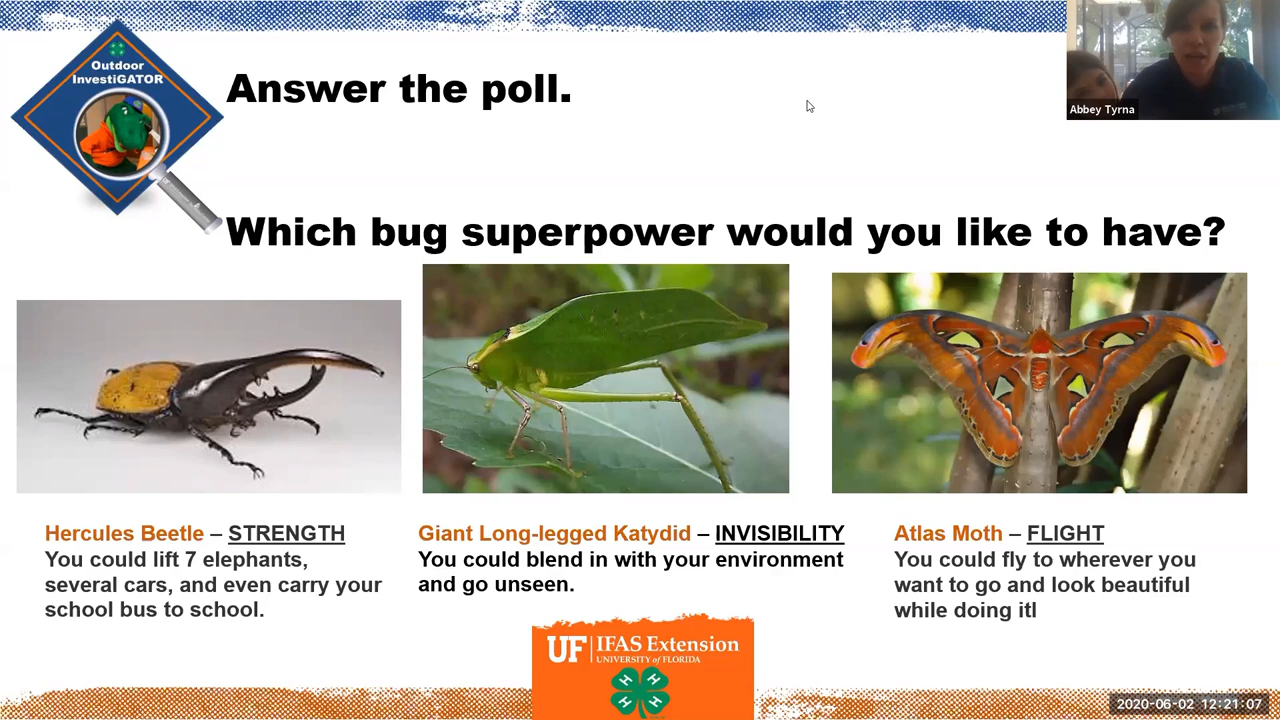 Outdoor
InvestiGATOR
Answer the poll.
Abbey Tyrna
Which bug superpower would you like to have?
Hercules Beetle – STRENGTH
You could lift 7 elephants,
several cars, and even carry your
school bus to school.
Giant Long-legged Katydid – INVISIBILITY
You could blend in with your environment
and go unseen.
Atlas Moth – FLIGHT
You could fly to wherever you
want to go and look beautiful
while doing it!
UF IFAS Extension
UNIVERSITY of FLORIDA
H H
H H
2020-06-02 12:21:07